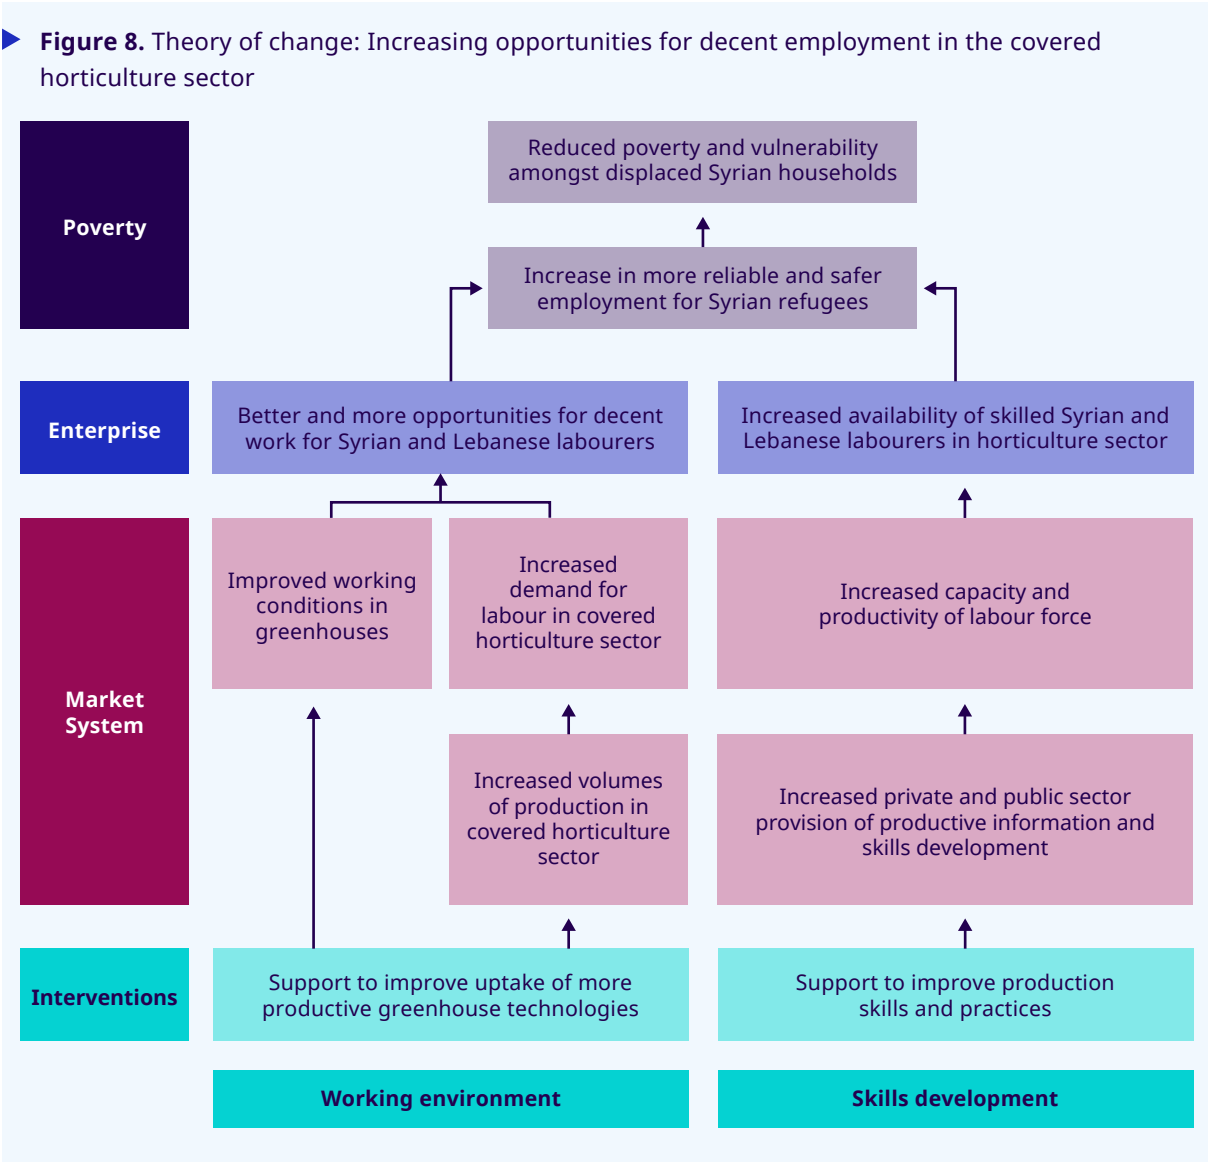 Figure 8. Theory of change: Increasing opportunities for decent employment in the covered
horticulture sector
Poverty
Reduced poverty and vulnerability
amongst displaced Syrian households
Increase in more reliable and safer
employment for Syrian refugees
Enterprise
Better and more opportunities for decent
work for Syrian and Lebanese labourers
Increased availability of skilled Syrian and
Lebanese labourers in horticulture sector
Market
System
Improved working
conditions in
greenhouses
Increased
demand for
labour in covered
horticulture sector
Increased capacity and
productivity of labour force
Increased volumes
of production in
covered horticulture
sector
Increased private and public sector
provision of productive information and
skills development
Interventions
Support to improve uptake of more
productive greenhouse technologies
Support to improve production
skills and practices
Working environment
Skills development